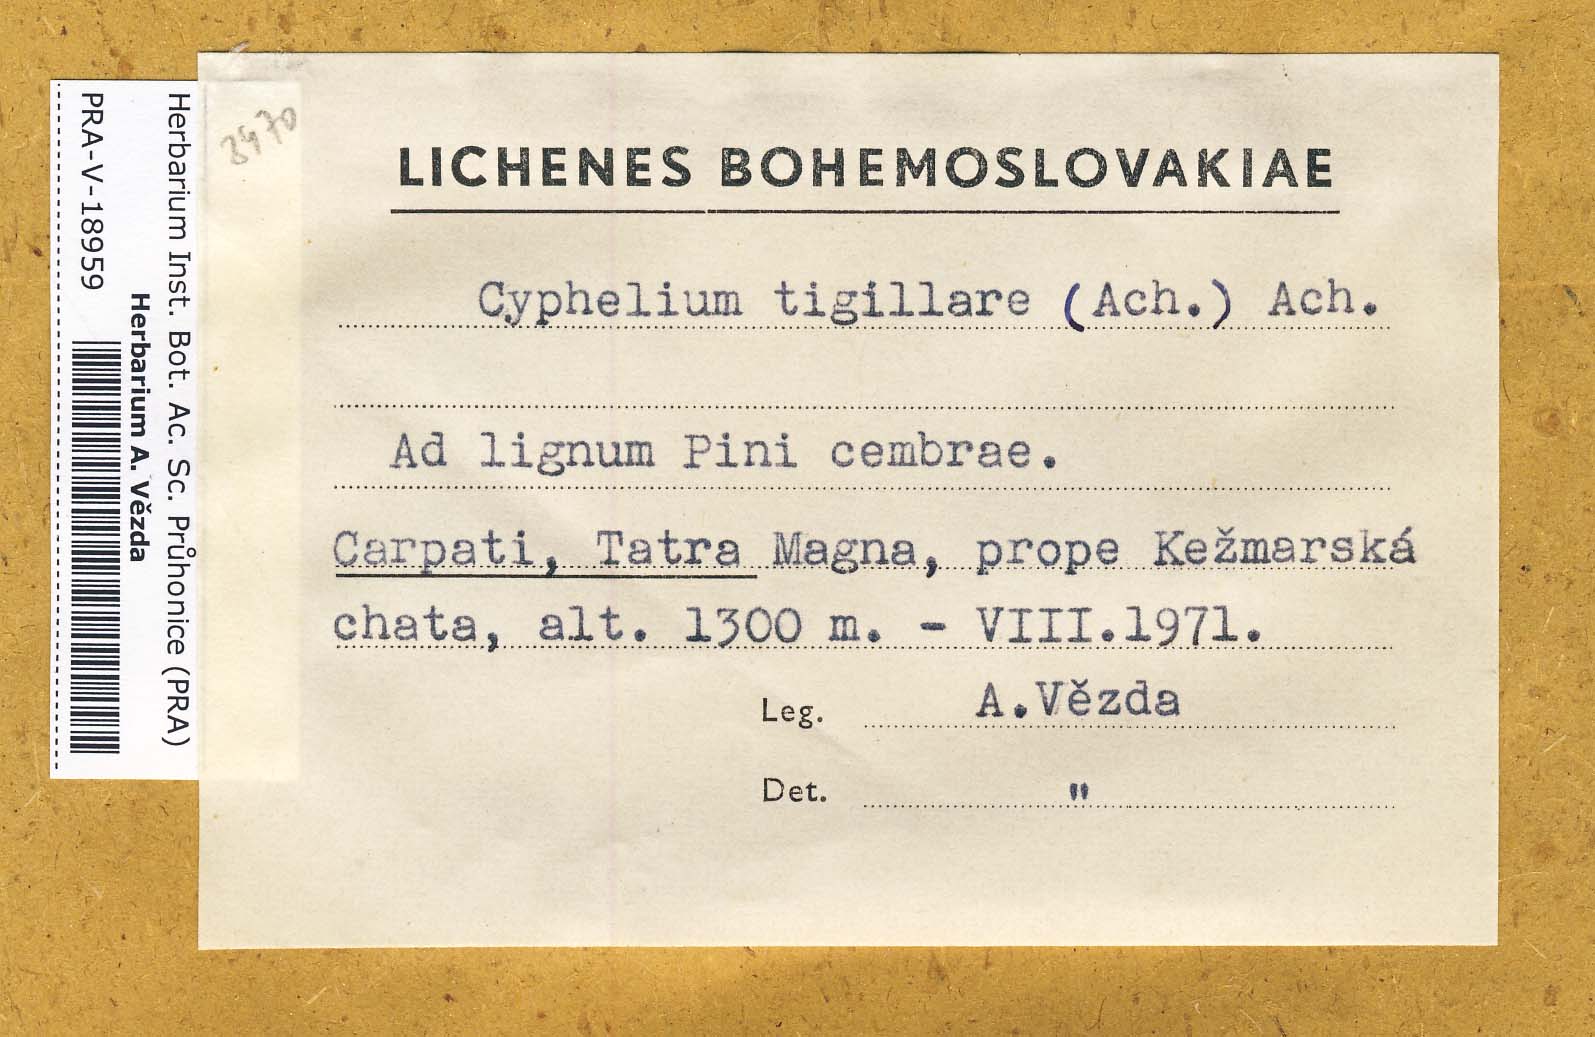 Herbarium Inst. Bot. Ac. Sc. Průhonice (PRA)
Herbarium A. Vězda
PRA-V-18959
3470
LICHENES BOHEMOSLOVAKIAE
Cyphelium tigillare (Ach.) Ach.
Ad lignum Pini cembrae.
Carpati, Tatra Magna, prope Kežmarská
chata, alt. 1300 m. - VIII.1971.
Leg. A.Vězda
Det. "